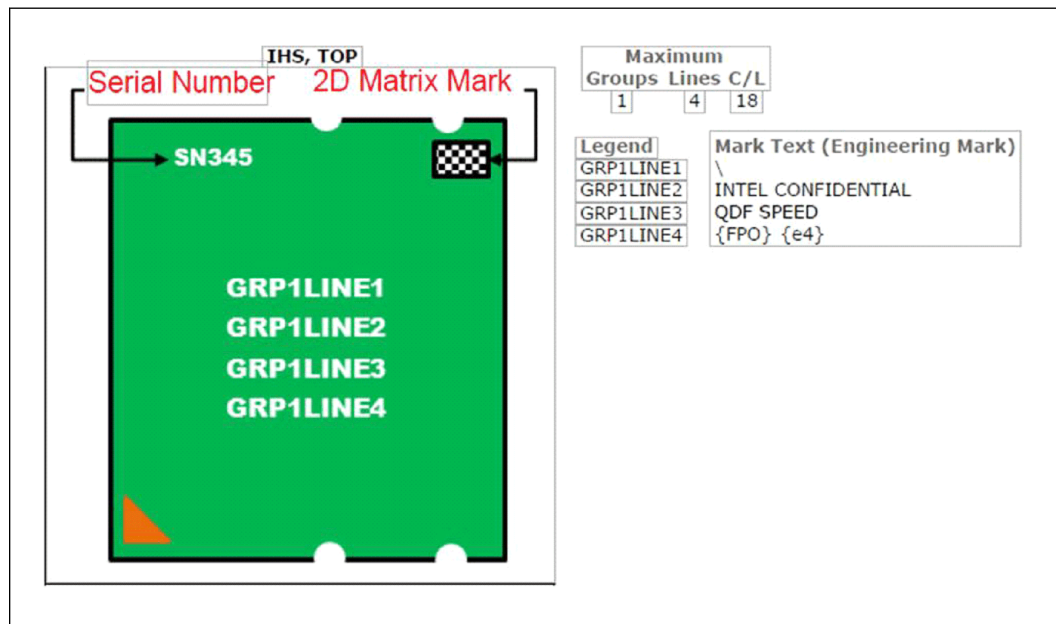 IHS, TOP
Serial Number 2D Matrix Mark
SN345
GRP1LINE1
GRP1LINE2
GRP1LINE3
GRP1LINE4
Maximum
Groups Lines C/L
1 4 18
Legend Mark Text (Engineering Mark)
GRP1LINE1 \
GRP1LINE2 INTEL CONFIDENTIAL
GRP1LINE3 QDF SPEED
GRP1LINE4 {FPO} {e4}